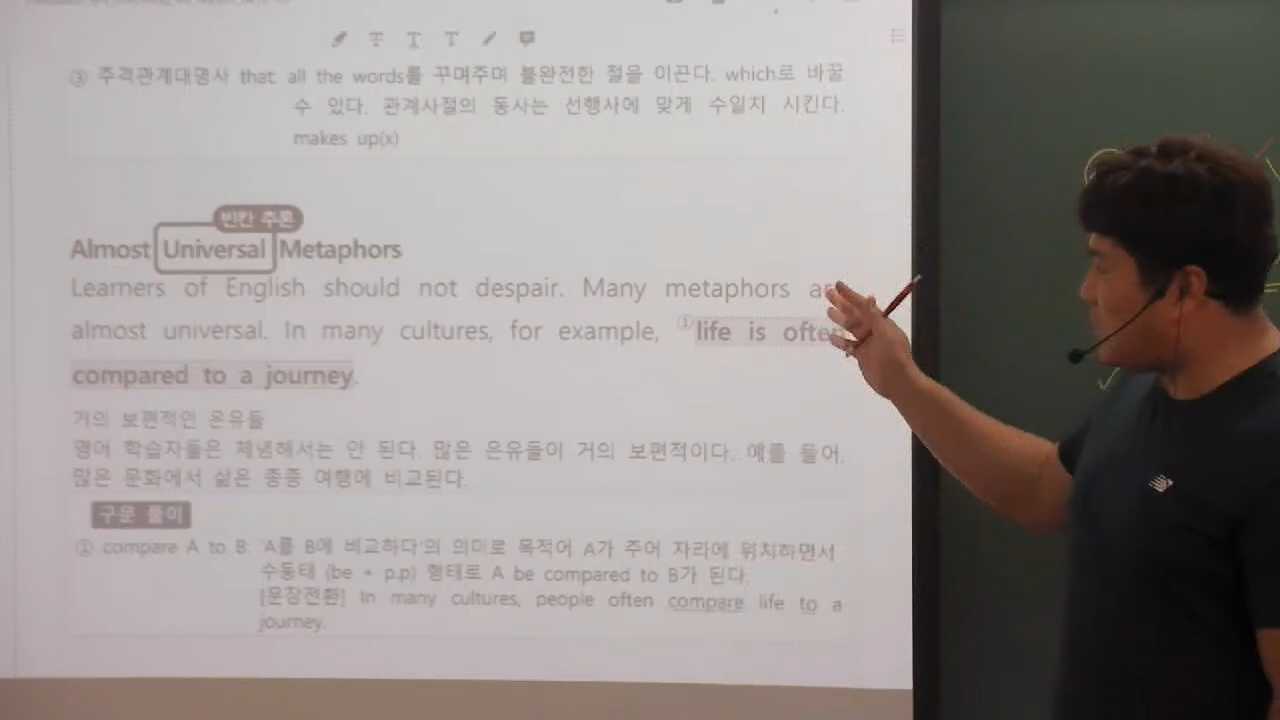 ③ 주격관계대명사 that: all the words를 꾸며주며 불완전한 절을 이끈다. which로 바꿀
수 있다. 관계사절의 동사는 선행사에 맞게 수일치 시킨다.
makes up(x)
빈칸 추론
Almost Universal Metaphors
Learners of English should not despair. Many metaphors
almost universal. In many cultures, for example, ①life is often
compared to a journey.
거의 보편적인 은유들
영어 학습자들은 체념해서는 안 된다. 많은 은유들이 거의 보편적이다. 예를 들어,
많은 문화에서 삶은 종종 여행에 비교된다.
구문 풀이
① compare A to B: 'A를 B에 비교하다'의 의미로 목적어 A가 주어 자리에 위치하면서
수동태 (be + p.p) 형태로 A be compared to B가 된다.
[문장전환] In many cultures, people often compare life to a
journey.